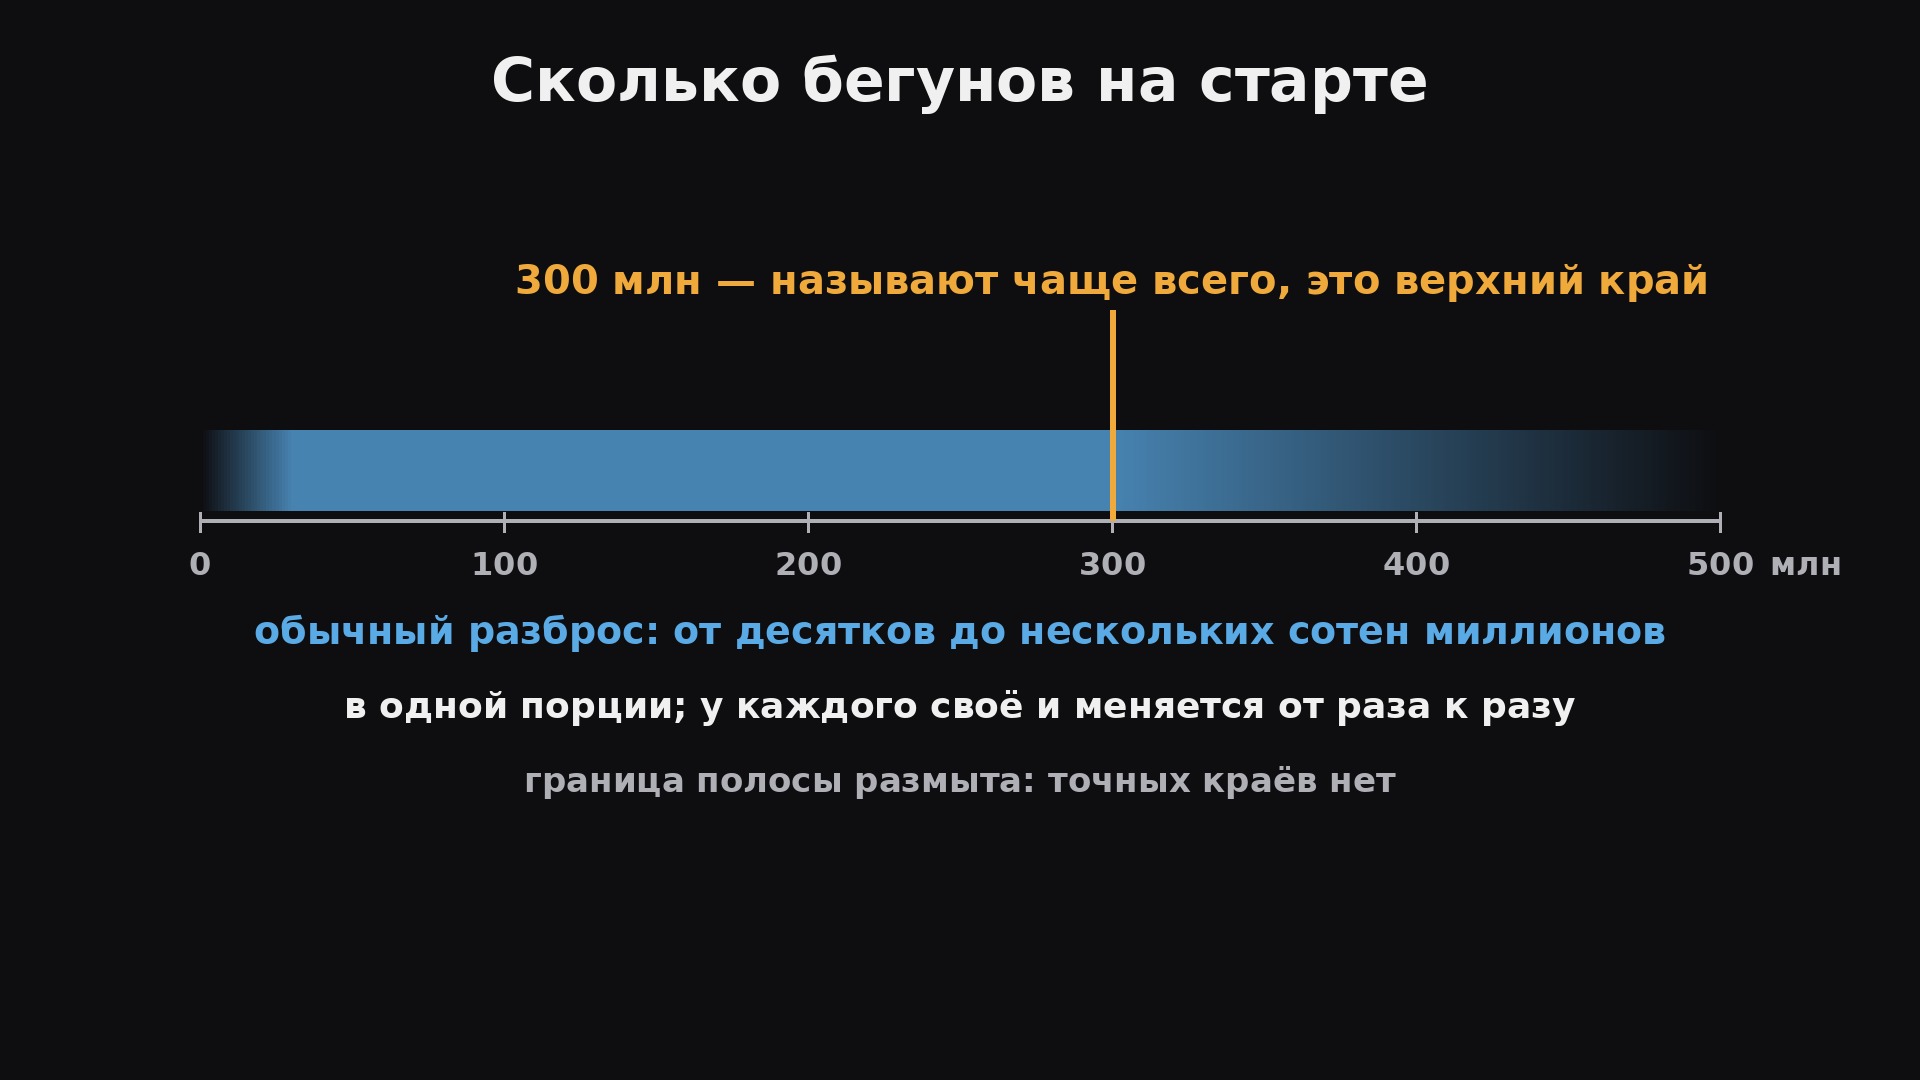 Сколько бегунов на старте
300 млн — называют чаще всего, это верхний край
0 100 200 300 400 500 млн
обычный разброс: от десятков до нескольких сотен миллионов
в одной порции; у каждого своё и меняется от раза к разу
граница полосы размыта: точных краёв нет